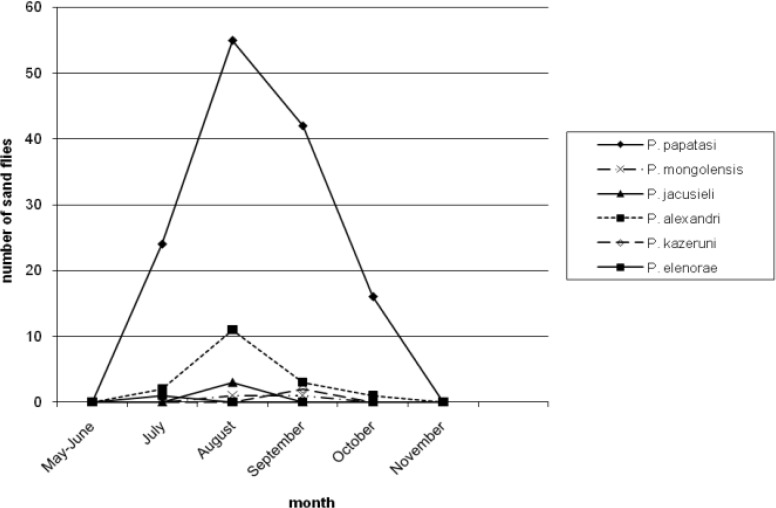 60
50
40
30
20
10
0
number of sand flies
May-June
July
August
September
October
November
month
P. papatasi
P. mongolensis
P. jacusieli
P. alexandri
P. kazeruni
P. elenorae